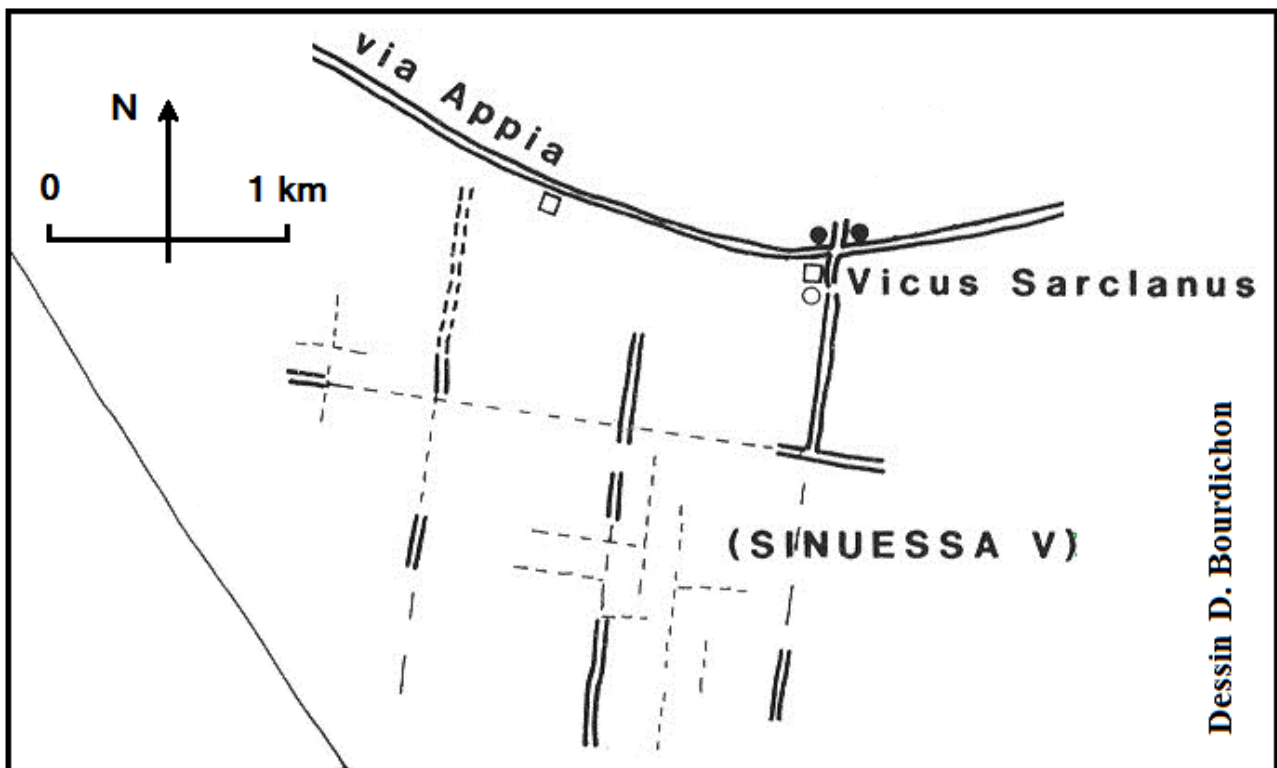 via Appia
N
0 1 km
Vicus Sarclanus
(SINUESSA V)
Dessin D. Bourdichon